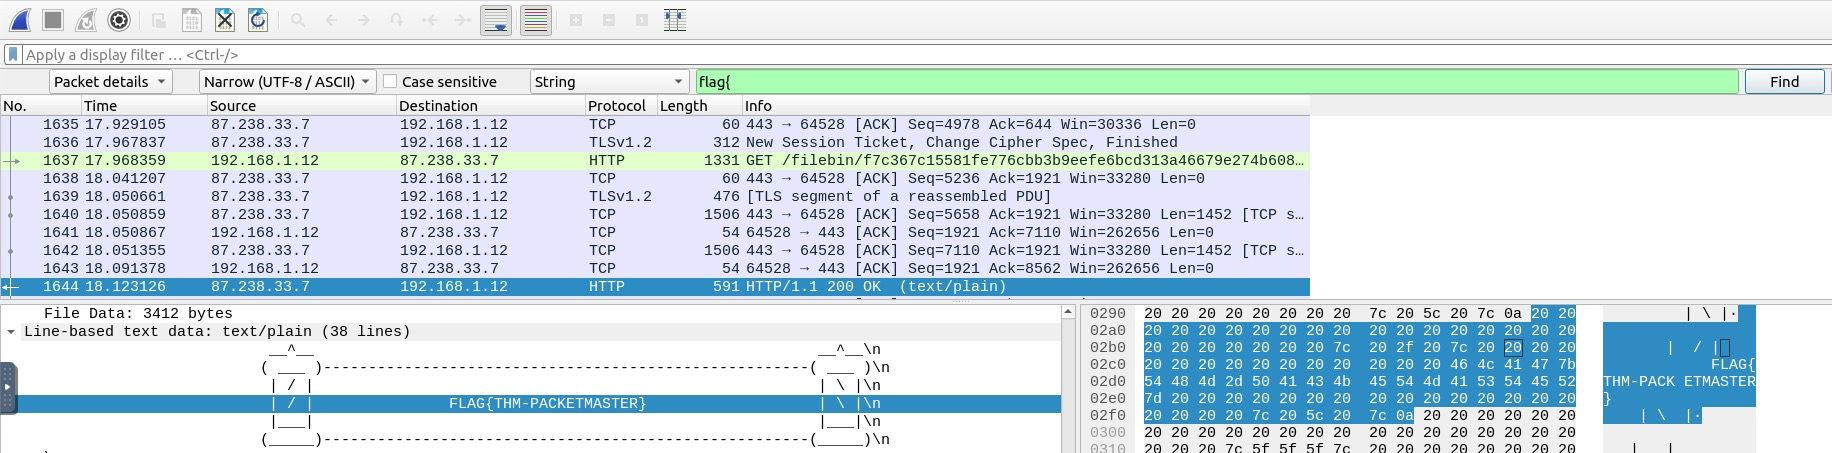 Apply a display filter … <Ctrl-/>
Packet details Narrow (UTF-8 / ASCII) Case sensitive String flag{ Find
No. Time Source Destination Protocol Length Info
1635 17.929105 87.238.33.7 192.168.1.12 TCP 60 443 → 64528 [ACK] Seq=4978 Ack=644 Win=30336 Len=0
1636 17.967837 87.238.33.7 192.168.1.12 TLSv1.2 312 New Session Ticket, Change Cipher Spec, Finished
1637 17.968359 192.168.1.12 87.238.33.7 HTTP 1331 GET /filebin/f7c367c15581fe776cbb3b9eefe6bcd313a46679e274b608…
1638 18.041207 87.238.33.7 192.168.1.12 TCP 60 443 → 64528 [ACK] Seq=5236 Ack=1921 Win=33280 Len=0
1639 18.050661 87.238.33.7 192.168.1.12 TLSv1.2 476 [TLS segment of a reassembled PDU]
1640 18.050859 87.238.33.7 192.168.1.12 TCP 1506 443 → 64528 [ACK] Seq=5658 Ack=1921 Win=33280 Len=1452 [TCP s…
1641 18.050867 192.168.1.12 87.238.33.7 TCP 54 64528 → 443 [ACK] Seq=1921 Ack=7110 Win=262656 Len=0
1642 18.051355 87.238.33.7 192.168.1.12 TCP 1506 443 → 64528 [ACK] Seq=7110 Ack=1921 Win=33280 Len=1452 [TCP s…
1643 18.091378 192.168.1.12 87.238.33.7 TCP 54 64528 → 443 [ACK] Seq=1921 Ack=8562 Win=262656 Len=0
1644 18.123126 87.238.33.7 192.168.1.12 HTTP 591 HTTP/1.1 200 OK  (text/plain)
File Data: 3412 bytes
Line-based text data: text/plain (38 lines)
__^__ __^__\n
( ___ )------------------------------------------------------( ___ )\n
| / | | \ |\n
| / | FLAG{THM-PACKETMASTER} | \ |\n
|___| |___|\n
(_____)------------------------------------------------------(_____)\n
0290 20 20 20 20 20 20 20 20 7c 20 5c 20 7c 0a 20 20 | \ |·
02a0 20 20 20 20 20 20 20 20 20 20 20 20 20 20 20 20
02b0 20 20 20 20 20 20 20 7c 20 2f 20 7c 20 20 20 20 | / |
02c0 20 20 20 20 20 20 20 20 20 20 20 46 4c 41 47 7b FLAG{
02d0 54 48 4d 2d 50 41 43 4b 45 54 4d 41 53 54 45 52 THM-PACK ETMASTER
02e0 7d 20 20 20 20 20 20 20 20 20 20 20 20 20 20 20 }
02f0 20 20 20 20 7c 20 5c 20 7c 0a 20 20 20 20 20 20 | \ |·
0300 20 20 20 20 20 20 20 20 20 20 20 20 20 20 20 20
0310 20 20 20 7c 5f 5f 5f 7c 20 20 20 20 20 20 20 20